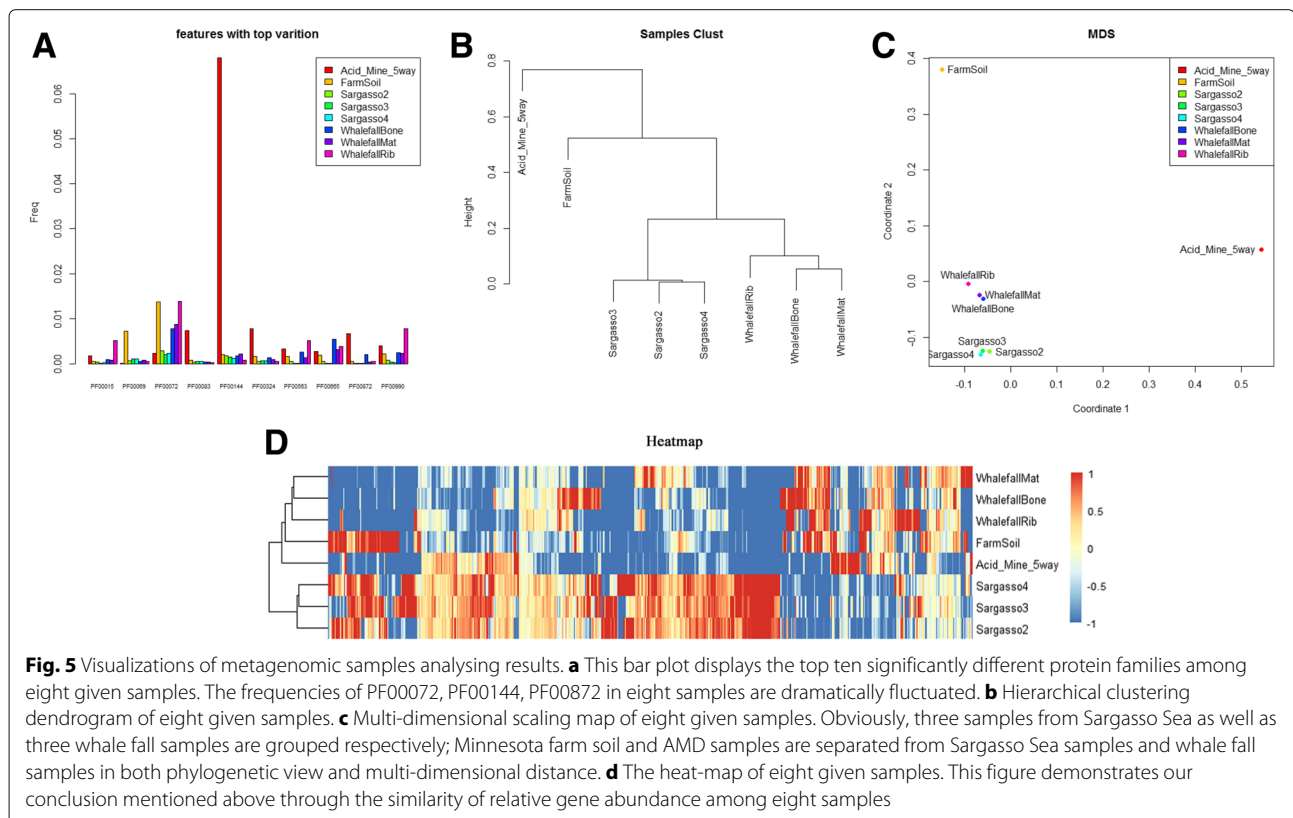 A
features with top varition
Freq
0.06
0.05
0.04
0.03
0.02
0.01
0.00
Acid_Mine_5way
FarmSoil
Sargasso2
Sargasso3
Sargasso4
WhalefallBone
WhalefallMat
WhalefallRib
PF00015 PF00069 PF00072 PF00083 PF00144 PF00324 PF00563 PF00665 PF00872 PF00990
B
Samples Clust
Height
0.8
0.6
0.4
0.2
0.0
Acid_Mine_5way
FarmSoil
Sargasso3
Sargasso2
Sargasso4
WhalefallRib
WhalefallBone
WhalefallMat
C
MDS
Coordinate 2
0.4
0.3
0.2
0.1
0.0
-0.1
FarmSoil
Acid_Mine_5way
FarmSoil
Sargasso2
Sargasso3
Sargasso4
WhalefallBone
WhalefallMat
WhalefallRib
Acid_Mine_5way
WhalefallRib
WhalefallMat
WhalefallBone
Sargasso3
Sargasso4
Sargasso2
-0.1 0.0 0.1 0.2 0.3 0.4 0.5
Coordinate 1
D
Heatmap
WhalefallMat
WhalefallBone
WhalefallRib
FarmSoil
Acid_Mine_5way
Sargasso4
Sargasso3
Sargasso2
1
0.5
0
-0.5
-1
Fig. 5 Visualizations of metagenomic samples analysing results. a This bar plot displays the top ten significantly different protein families among
eight given samples. The frequencies of PF00072, PF00144, PF00872 in eight samples are dramatically fluctuated. b Hierarchical clustering
dendrogram of eight given samples. c Multi-dimensional scaling map of eight given samples. Obviously, three samples from Sargasso Sea as well as
three whale fall samples are grouped respectively; Minnesota farm soil and AMD samples are separated from Sargasso Sea samples and whale fall
samples in both phylogenetic view and multi-dimensional distance. d The heat-map of eight given samples. This figure demonstrates our
conclusion mentioned above through the similarity of relative gene abundance among eight samples